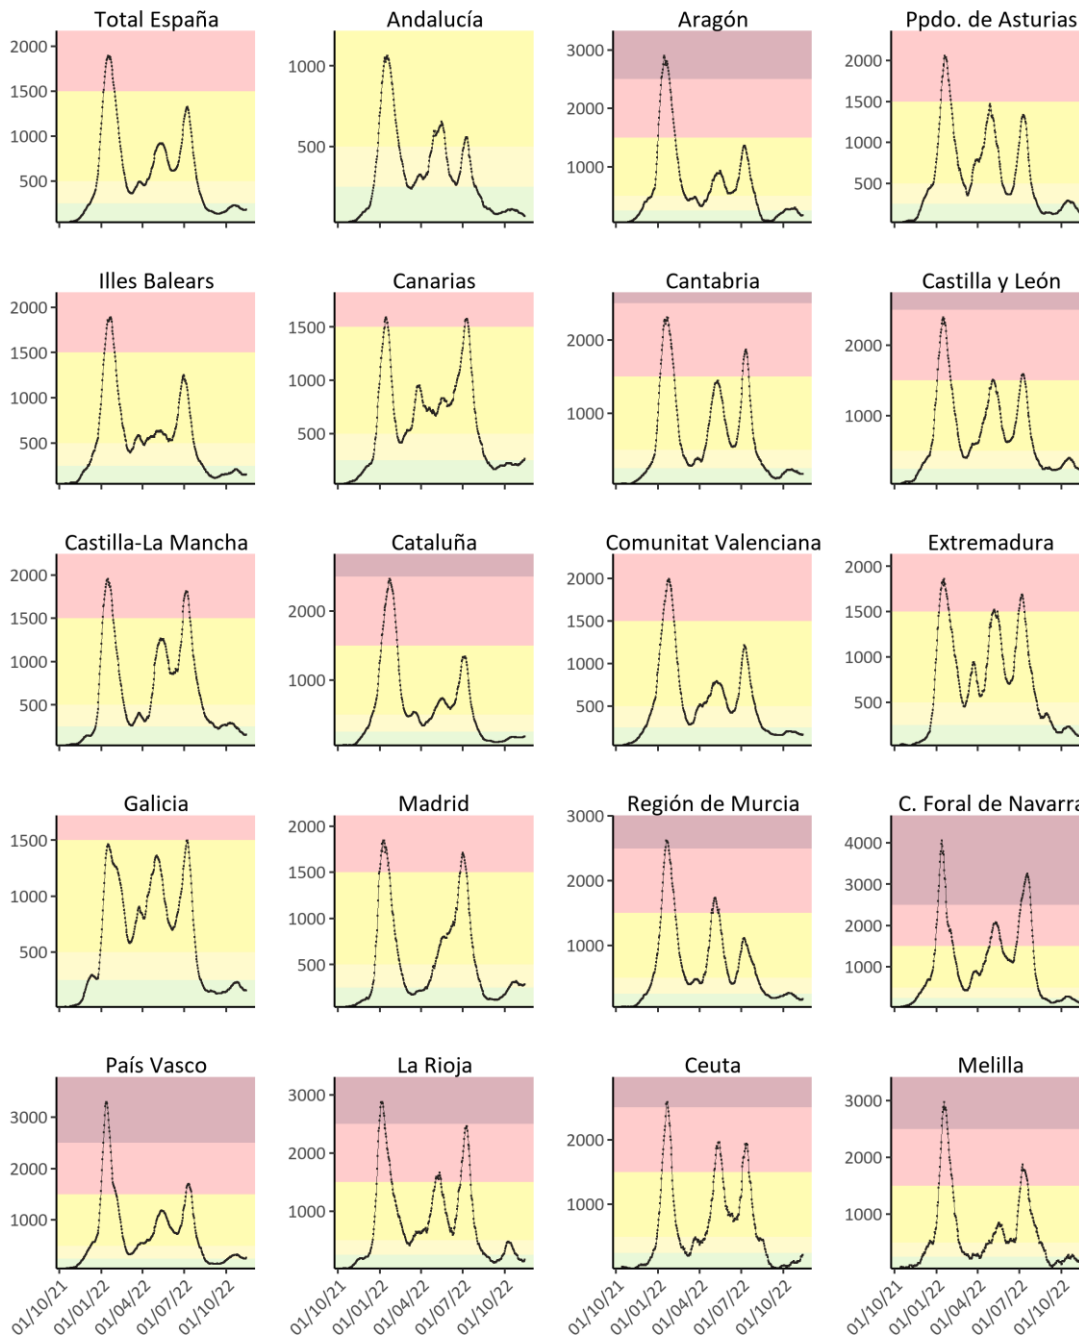 Total España Andalucía Aragón Ppdo. de Asturias
2000 1000 3000 2000
1500 500 2000 1500
1000 1000 1000
500 500
Illes Balears Canarias Cantabria Castilla y León
2000 1500 2000 2000
1500 1000 1000 1000
1000 500
500
Castilla-La Mancha Cataluña Comunitat Valenciana Extremadura
2000 2000 2000 2000
1500 1000 1500 1500
1000 1000 1000
500 500 500
Galicia Madrid Región de Murcia C. Foral de Navarra
1500 2000 3000 4000
1000 1500 2000 3000
500 1000 1000 2000
500 1000
País Vasco La Rioja Ceuta Melilla
3000 3000 2000 3000
2000 2000 1000 2000
1000 1000 1000
01/10/21 01/01/22 01/04/22 01/07/22 01/10/22 01/10/21 01/01/22 01/04/22 01/07/22 01/10/22 01/10/21 01/01/22 01/04/22 01/07/22 01/10/22 01/10/21 01/01/22 01/04/22 01/07/22 01/10/22